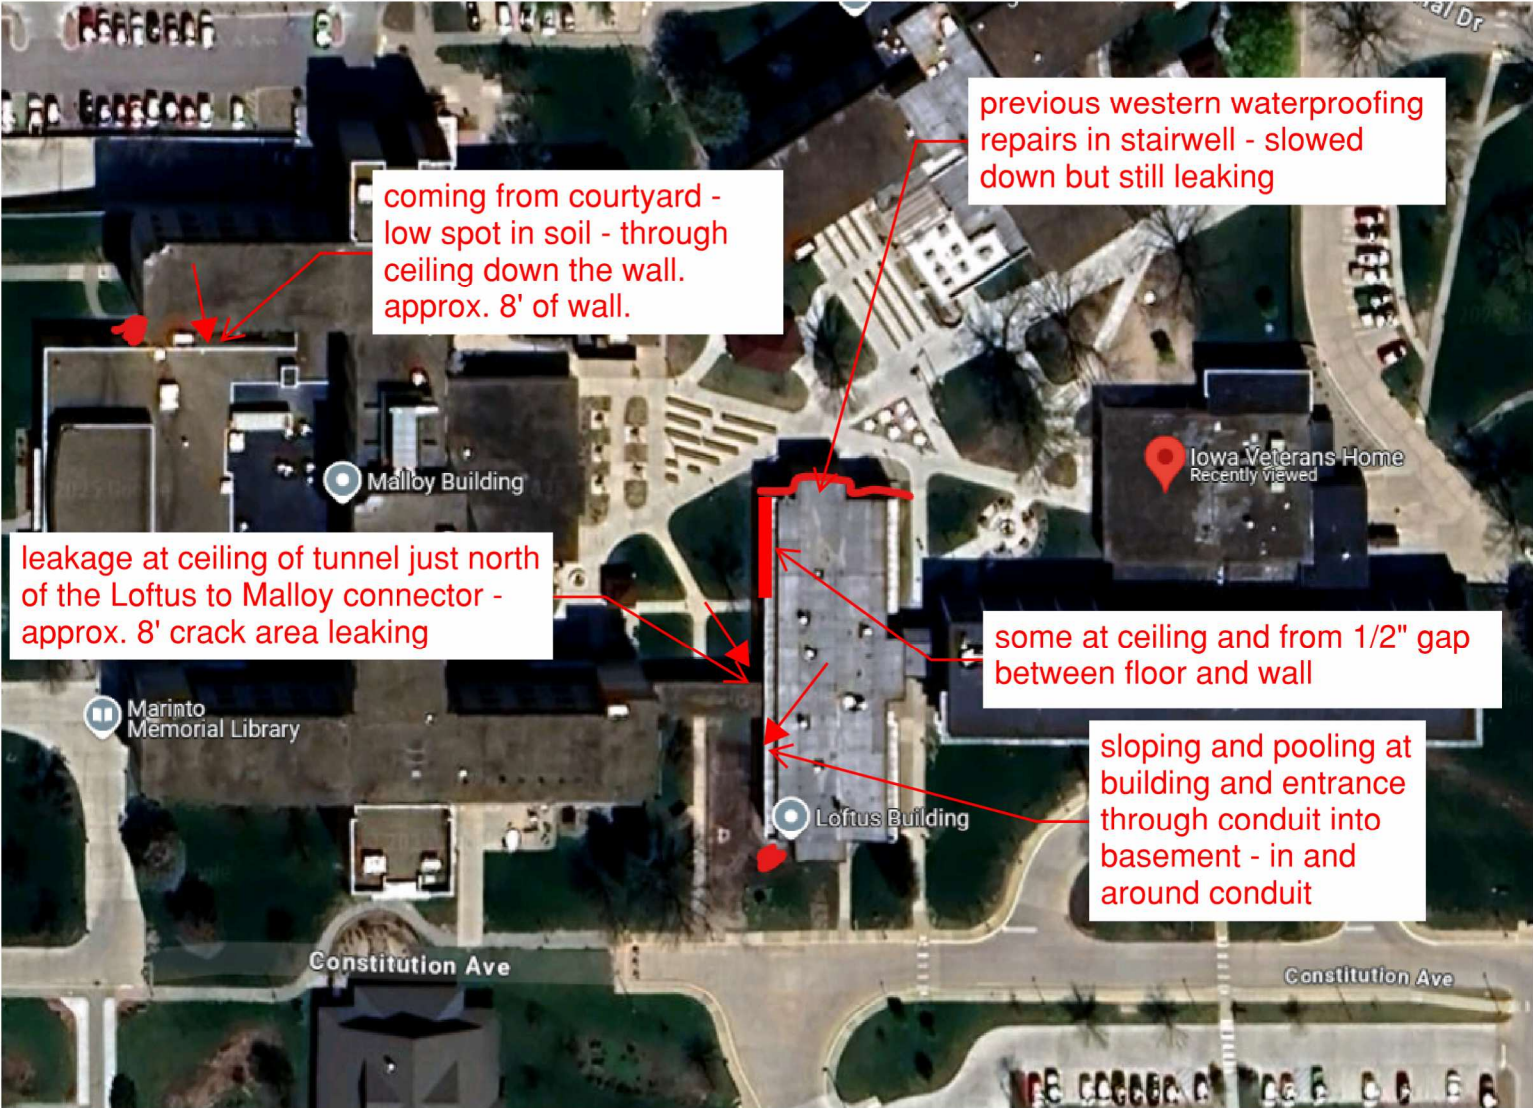 previous western waterproofing
repairs in stairwell - slowed
down but still leaking
coming from courtyard -
low spot in soil - through
ceiling down the wall.
approx. 8' of wall.
Malloy Building
Iowa Veterans Home
Recently viewed
leakage at ceiling of tunnel just north
of the Loftus to Malloy connector -
approx. 8' crack area leaking
some at ceiling and from 1/2" gap
between floor and wall
Marinto
Memorial Library
sloping and pooling at
building and entrance
through conduit into
basement - in and
around conduit
Loftus Building
Constitution Ave
Constitution Ave